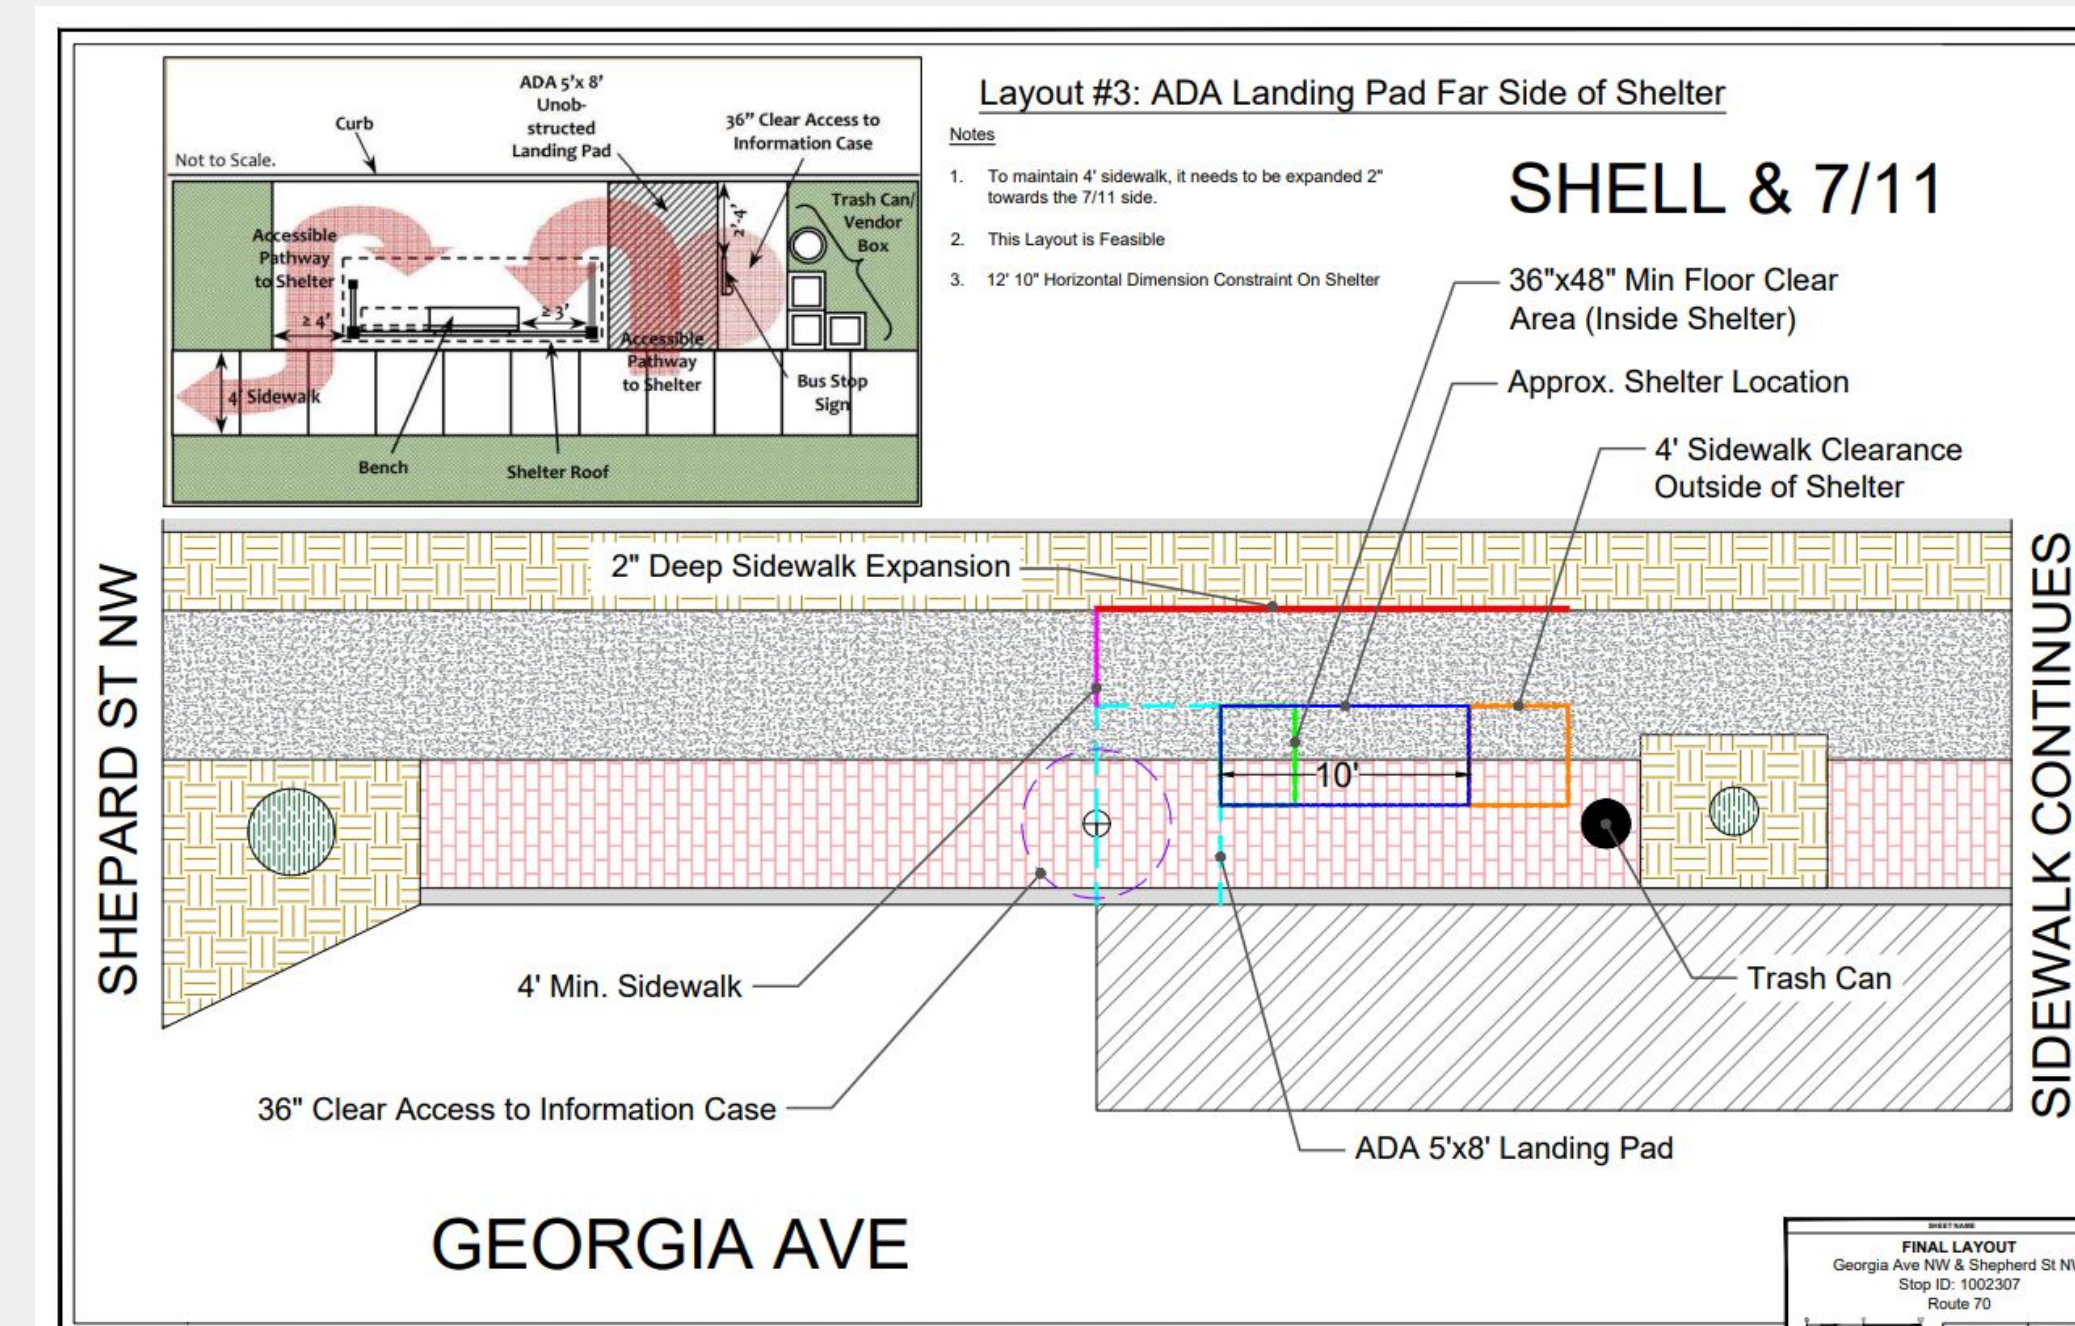 ADA 5'x 8'
Unob-
structed
Landing Pad
Curb
36" Clear Access to
Information Case
Not to Scale.
Trash Can/
Vendor
Box
2'-4'
Accessible
Pathway
to Shelter
≥ 4'
≥ 3'
Accessible
Pathway
to Shelter
4' Sidewalk
Bus Stop
Sign
Bench
Shelter Roof
Layout #3: ADA Landing Pad Far Side of Shelter
Notes
1. To maintain 4' sidewalk, it needs to be expanded 2"
towards the 7/11 side.
2. This Layout is Feasible
3. 12' 10" Horizontal Dimension Constraint On Shelter
SHELL & 7/11
36"x48" Min Floor Clear
Area (Inside Shelter)
Approx. Shelter Location
4' Sidewalk Clearance
Outside of Shelter
2" Deep Sidewalk Expansion
SHEPARD ST NW
SIDEWALK CONTINUES
10'
4' Min. Sidewalk
Trash Can
36" Clear Access to Information Case
ADA 5'x8' Landing Pad
GEORGIA AVE
SHEET NAME
FINAL LAYOUT
Georgia Ave NW & Shepherd St
Stop ID: 1002307
Route 70